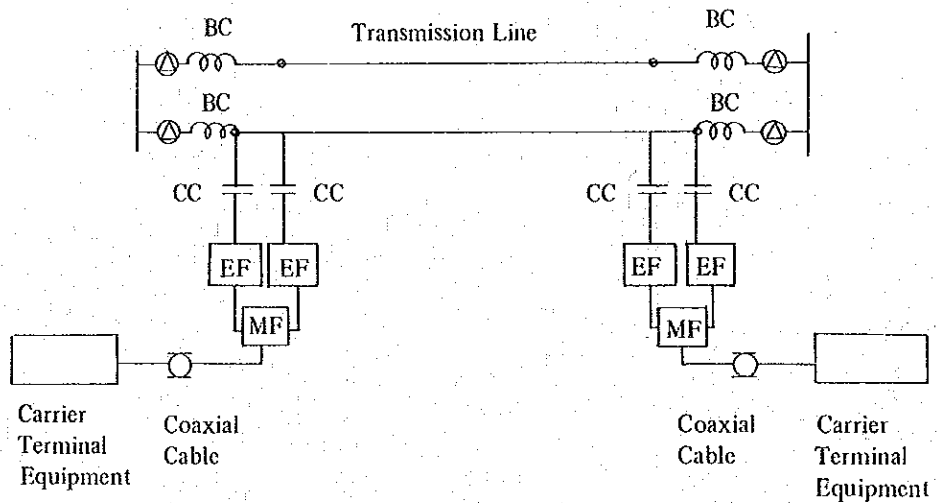 BC
Transmission Line
BC
BC
BC
CC
CC
CC
CC
EF
EF
EF
EF
MF
MF
Carrier
Terminal
Equipment
Coaxial
Cable
Coaxial
Cable
Carrier
Terminal
Equipment